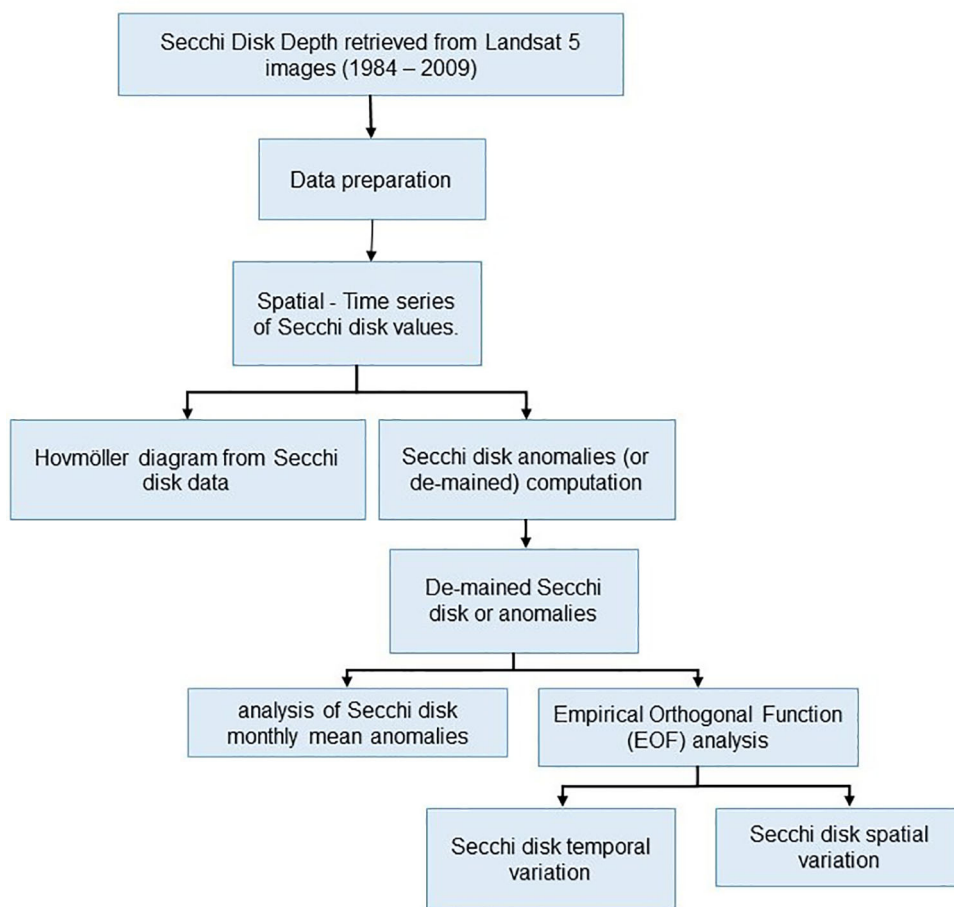 Secchi Disk Depth retrieved from Landsat 5
images (1984 – 2009)
Data preparation
Spatial - Time series
of Secchi disk values.
Hovmöller diagram from Secchi
disk data
Secchi disk anomalies (or
de-mained) computation
De-mained Secchi
disk or anomalies
analysis of Secchi disk
monthly mean anomalies
Empirical Orthogonal Function
(EOF) analysis
Secchi disk temporal
variation
Secchi disk spatial
variation